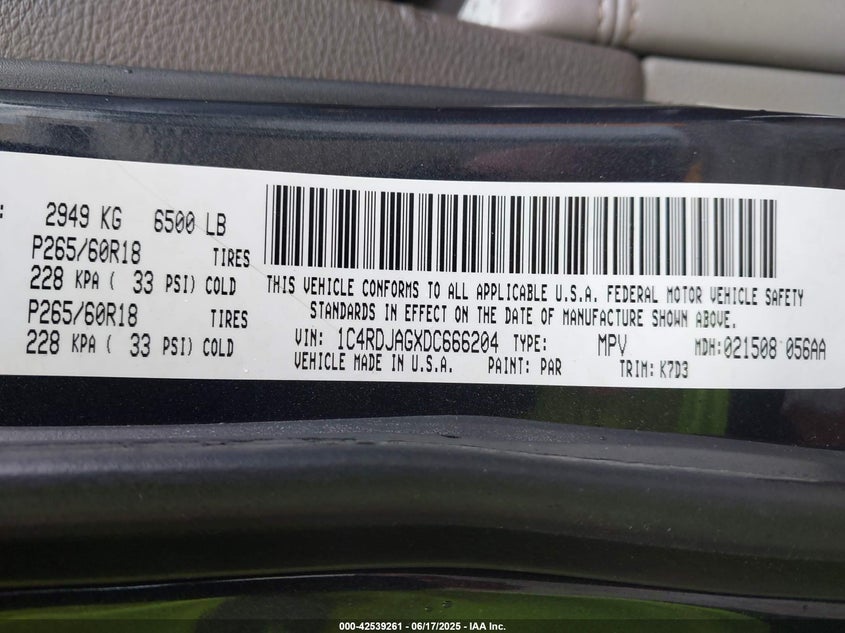 2949 KG 6500 LB
P265/60R18 TIRES
228 KPA ( 33 PSI) COLD
P265/60R18 TIRES
228 KPA ( 33 PSI) COLD
THIS VEHICLE CONFORMS TO ALL APPLICABLE U.S.A. FEDERAL MOTOR VEHICLE SAFETY
STANDARDS IN EFFECT ON THE DATE OF MANUFACTURE SHOWN ABOVE.
VIN: 1C4RDJAGXDC666204 TYPE: MPV MDH:021508 056AA
VEHICLE MADE IN U.S.A. PAINT: PAR TRIM: K7D3
000-42539261 - 06/17/2025 - IAA Inc.